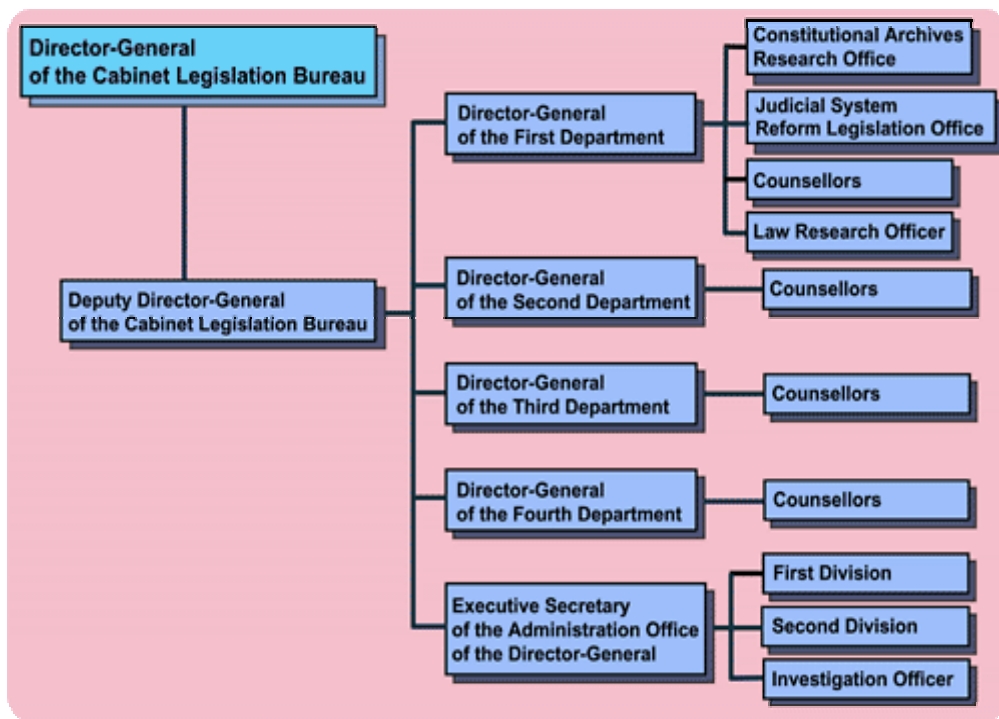 Director-General
of the Cabinet Legislation Bureau
Deputy Director-General
of the Cabinet Legislation Bureau
Director-General
of the First Department
Constitutional Archives
Research Office
Judicial System
Reform Legislation Office
Counsellors
Law Research Officer
Director-General
of the Second Department
Counsellors
Director-General
of the Third Department
Counsellors
Director-General
of the Fourth Department
Counsellors
Executive Secretary
of the Administration Office
of the Director-General
First Division
Second Division
Investigation Officer